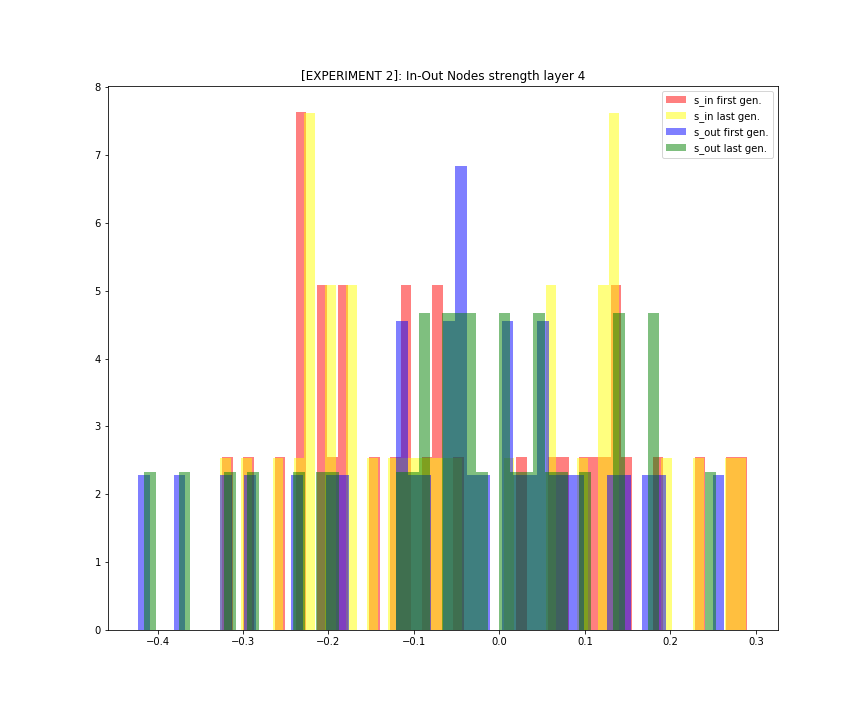 [EXPERIMENT 2]: In-Out Nodes strength layer 4
s_in first gen.
s_in last gen.
s_out first gen.
s_out last gen.
8
7
6
5
4
3
2
1
0
−0.4 −0.3 −0.2 −0.1 0.0 0.1 0.2 0.3